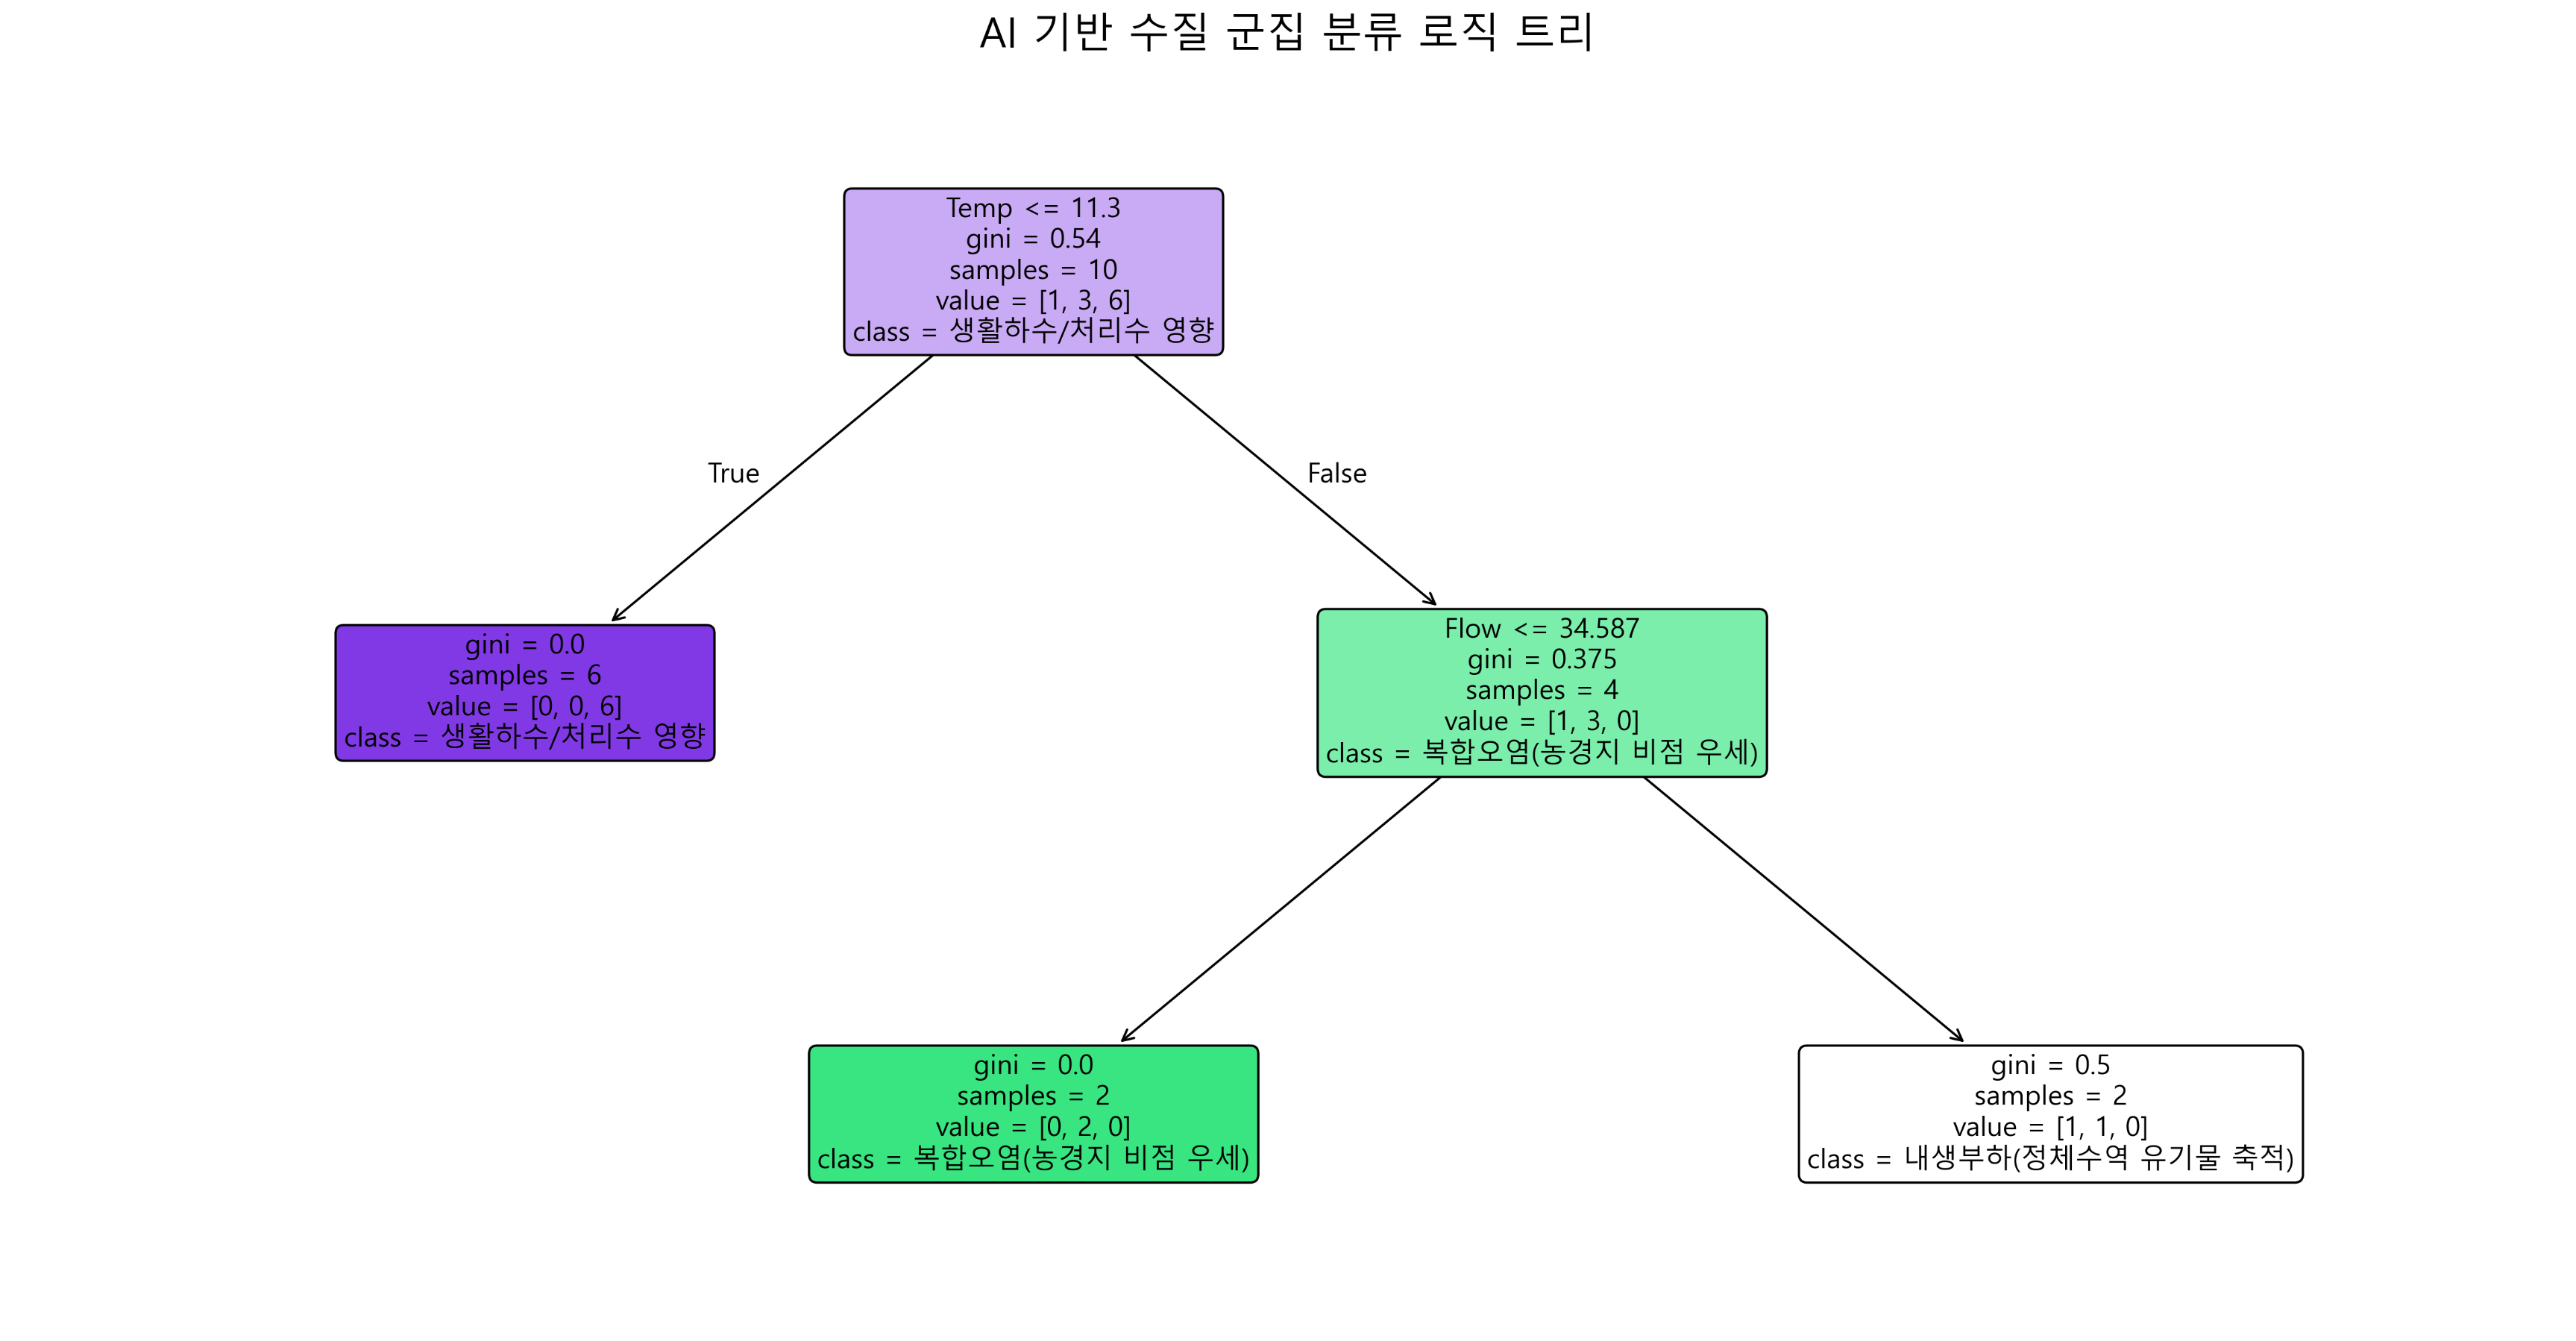 AI 기반 수질 군집 분류 로직 트리
Temp <= 11.3
gini = 0.54
samples = 10
value = [1, 3, 6]
class = 생활하수/처리수 영향
True
False
gini = 0.0
samples = 6
value = [0, 0, 6]
class = 생활하수/처리수 영향
Flow <= 34.587
gini = 0.375
samples = 4
value = [1, 3, 0]
class = 복합오염(농경지 비점 우세)
gini = 0.0
samples = 2
value = [0, 2, 0]
class = 복합오염(농경지 비점 우세)
gini = 0.5
samples = 2
value = [1, 1, 0]
class = 내생부하(정체수역 유기물 축적)